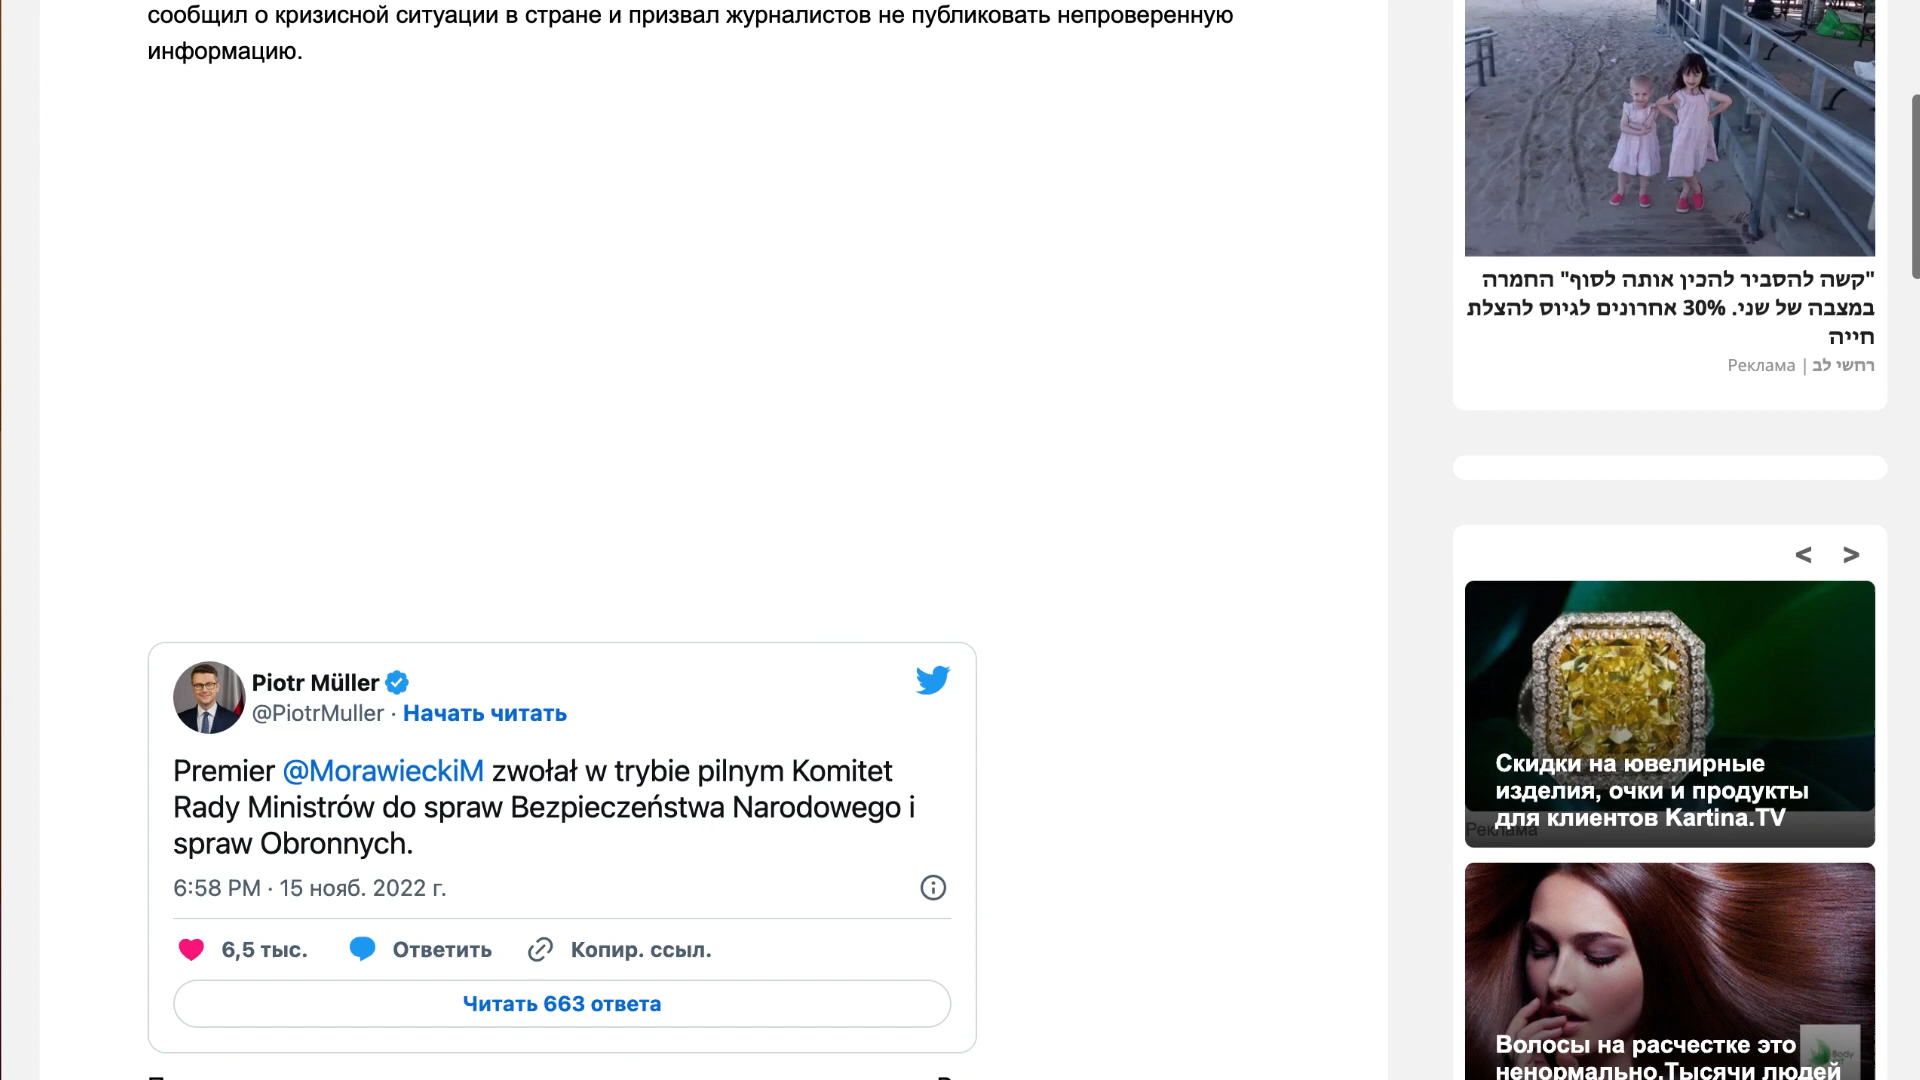 сообщил о кризисной ситуации в стране и призвал журналистов не публиковать непроверенную
информацию.
Piotr Müller
@PiotrMuller · Начать читать
Premier @MorawieckiM zwołał w trybie pilnym Komitet
Rady Ministrów do spraw Bezpieczeństwa Narodowego i
spraw Obronnych.
6:58 PM · 15 нояб. 2022 г.
6,5 тыс. Ответить Копир. ссыл.
Читать 663 ответа
"קשה להסביר להכין אותה לסוף" החמרה
במצבה של שני. 30% אחרונים לגיוס להצלת
חייה
רחשי לב | Реклама
< >
Скидки на ювелирные
изделия, очки и продукты
для клиентов Kartina.TV
Реклама
Волосы на расческе это
ненормально.Тысячи людей